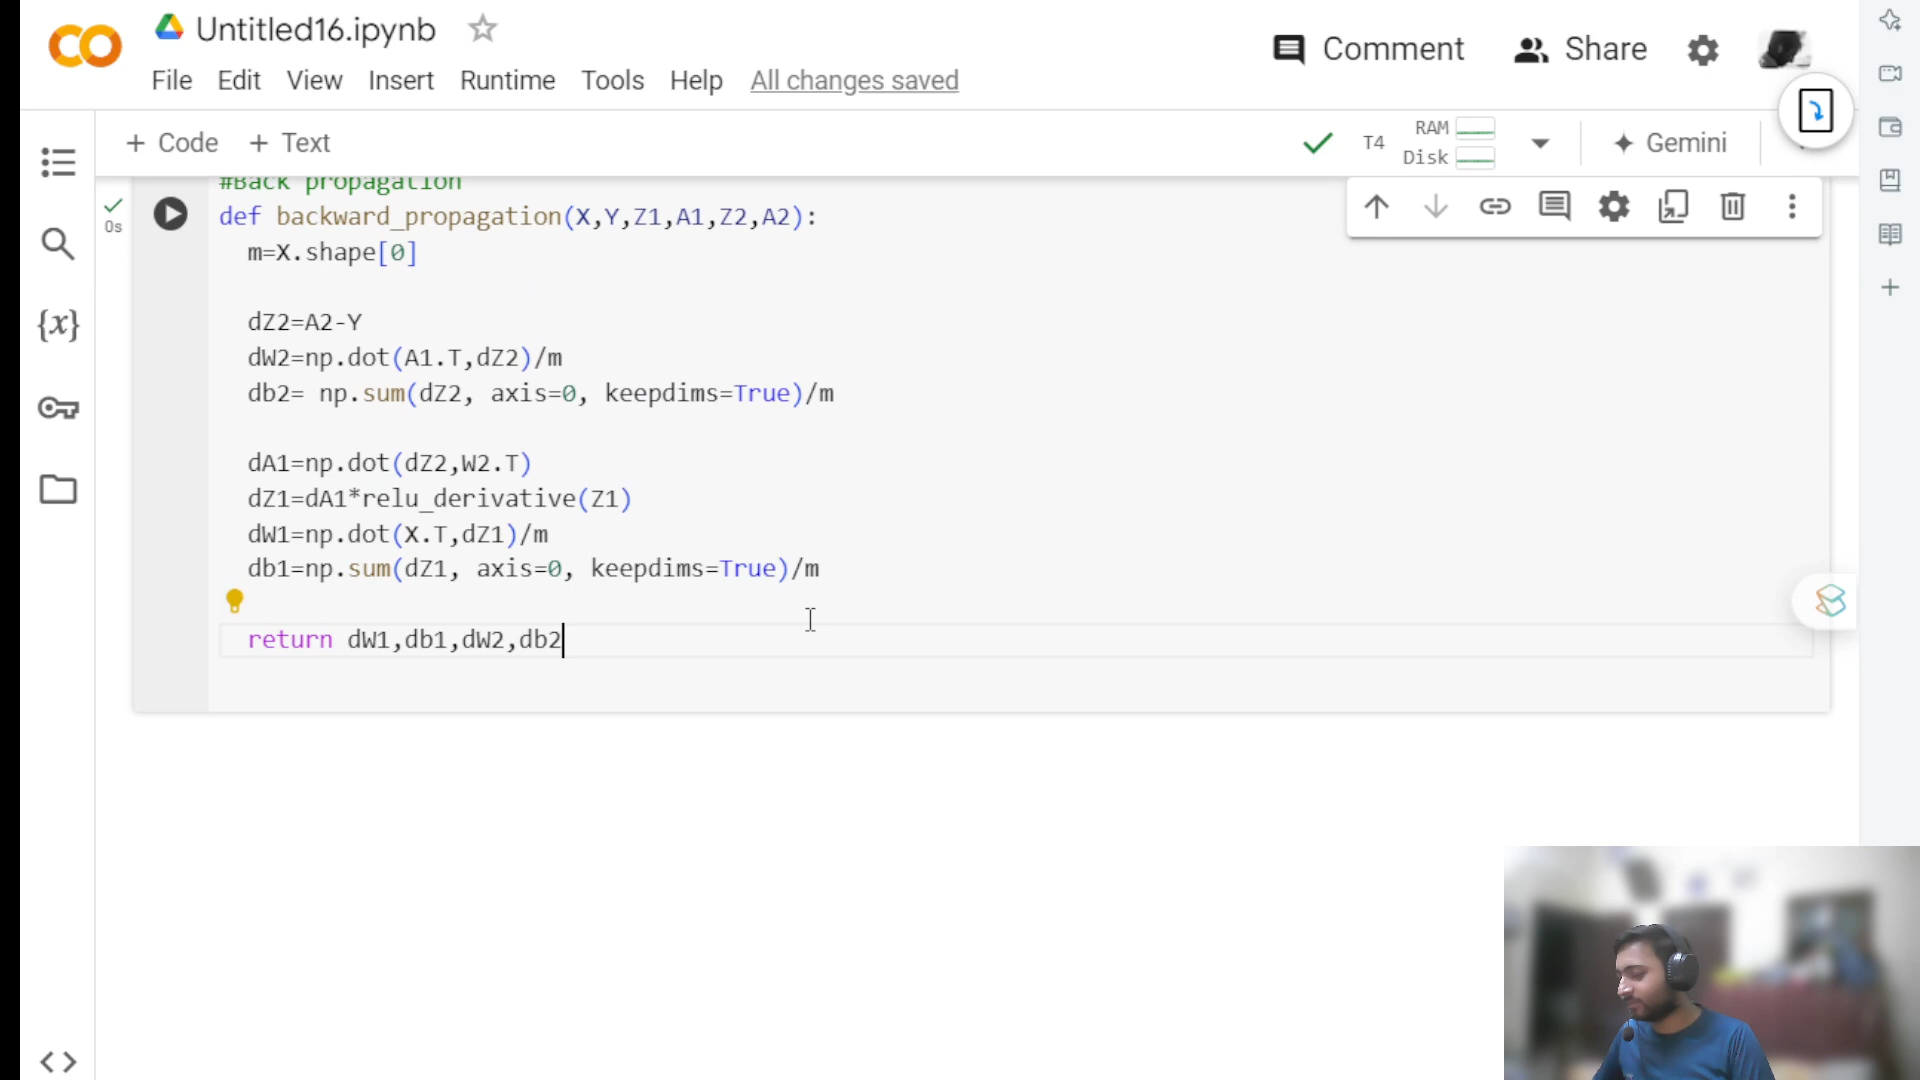 Untitled16.ipynb
Comment
Share
File Edit View Insert Runtime Tools Help All changes saved
+ Code + Text
T4
RAM
Disk
Gemini
#Back propagation
0s
def backward_propagation(X,Y,Z1,A1,Z2,A2):
m=X.shape[0]
dZ2=A2-Y
dW2=np.dot(A1.T,dZ2)/m
db2= np.sum(dZ2, axis=0, keepdims=True)/m
dA1=np.dot(dZ2,W2.T)
dZ1=dA1*relu_derivative(Z1)
dW1=np.dot(X.T,dZ1)/m
db1=np.sum(dZ1, axis=0, keepdims=True)/m
return dW1,db1,dW2,db2